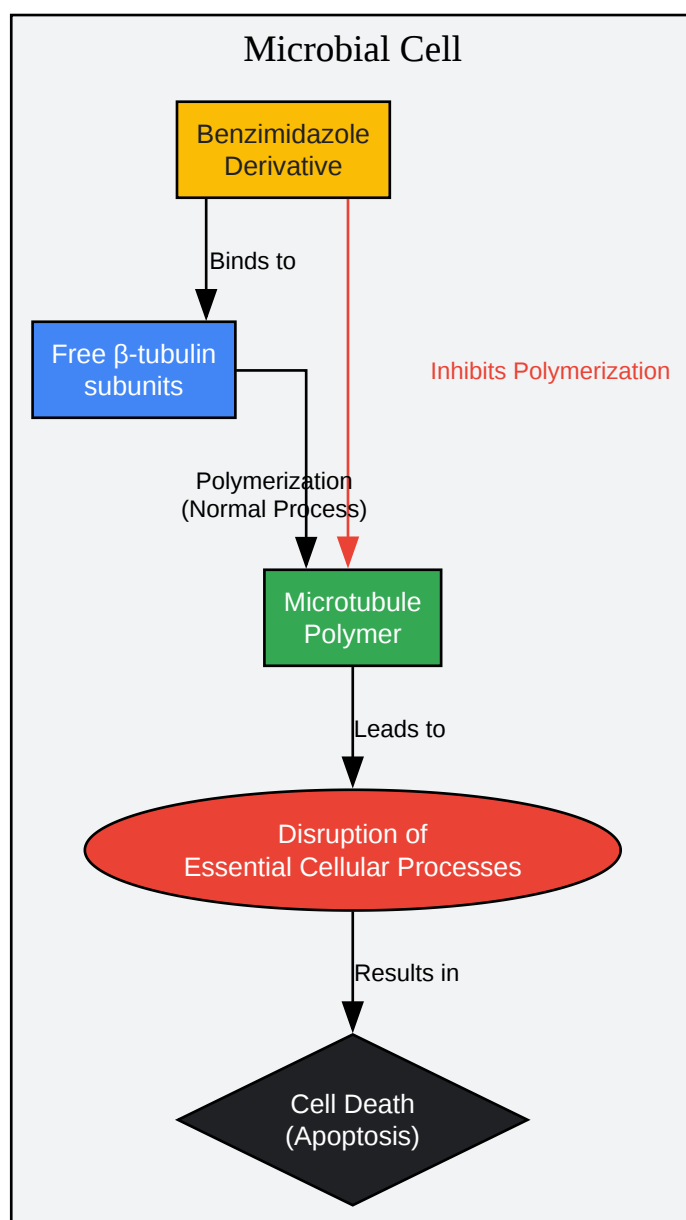 Microbial Cell
Benzimidazole
Derivative
Binds to
Free β-tubulin
subunits
Inhibits Polymerization
Polymerization
(Normal Process)
Microtubule
Polymer
Leads to
Disruption of
Essential Cellular Processes
Results in
Cell Death
(Apoptosis)